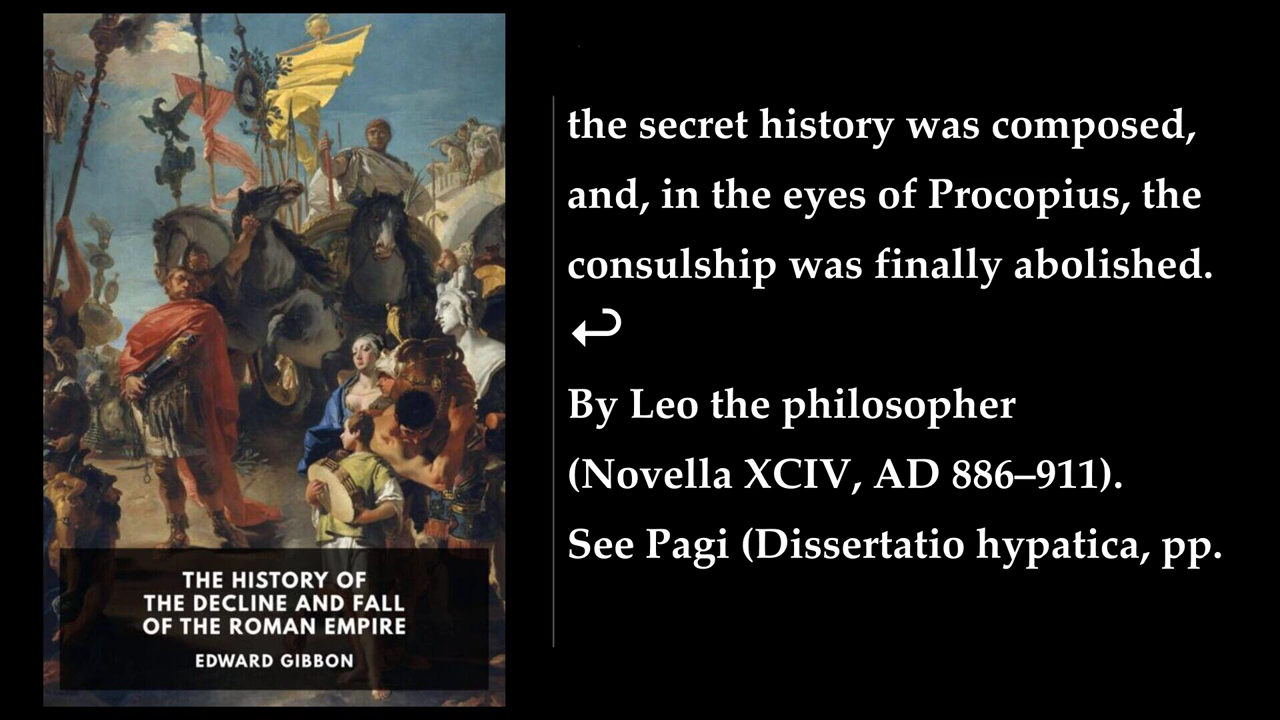 THE HISTORY OF
THE DECLINE AND FALL
OF THE ROMAN EMPIRE
EDWARD GIBBON
the secret history was composed,
and, in the eyes of Procopius, the
consulship was finally abolished.
↩
By Leo the philosopher
(Novella XCIV, AD 886–911).
See Pagi (Dissertatio hypatica, pp.